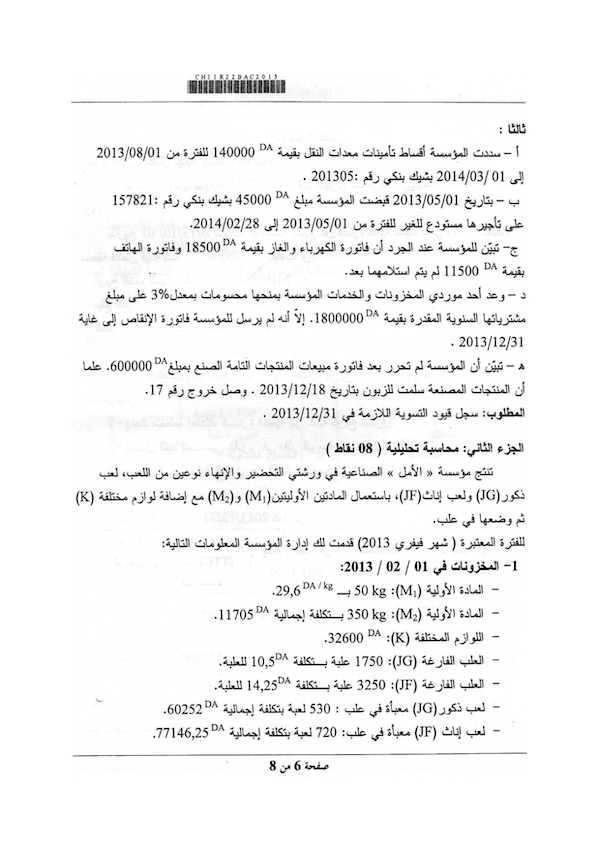 CH11R22BAC2015
ثالثا :
أ – سددت المؤسسة أقساط تأمينات معدات النقل بقيمة 140000 DA للفترة من 2013/08/01
إلى 01 /2014/03 بشيك بنكي رقم :201305 .
ب – بتاريخ 2013/05/01 قبضت المؤسسة مبلغ 45000 DA بشيك بنكي رقم :157821
على تأجيرها مستودع للغير للفترة من 2013/05/01 إلى 2014/02/28.
ج- تبيّن للمؤسسة عند الجرد أن فاتورة الكهرباء والغاز بقيمة 18500 DA وفاتورة الهاتف
بقيمة 11500 DA لم يتم استلامهما بعد.
د – وعد أحد موردي المخزونات والخدمات المؤسسة بمنحها محسومات بمعدل3% على مبلغ
مشترياتها السنوية المقدرة بقيمة 1800000 DA. إلاّ أنه لم يرسل للمؤسسة فاتورة الإنقاص إلى غاية
2013/12/31 .
هـ – تبيّن أن المؤسسة لم تحرر بعد فاتورة مبيعات المنتجات التامة الصنع بمبلغ 600000 DA. علما
أن المنتجات المصنعة سلمت للزبون بتاريخ 2013/12/18 . وصل خروج رقم 17.
المطلوب: سجل قيود التسوية اللازمة في 2013/12/31 .
الجزء الثاني: محاسبة تحليلية ( 08 نقاط )
تنتج مؤسسة « الأمل » الصناعية في ورشتي التحضير والإنهاء نوعين من اللعب، لعب
ذكور(JG) ولعب إناث(JF)، باستعمال المادتين الأوليتين(M1) و(M2) مع إضافة لوازم مختلفة (K)
ثم وضعها في علب.
للفترة المعتبرة ( شهر فيفري 2013) قدمت لك إدارة المؤسسة المعلومات التالية:
1- المخزونات في 01 / 02 / 2013:
– المادة الأولية (M1): 50 kg بــ 29,6 DA/kg.
– المادة الأولية (M2): 350 kg بــتكلفة إجمالية 11705 DA.
– اللوازم المختلفة (K): 32600 DA.
– العلب الفارغة (JG): 1750 علبة بــتكلفة 10,5 DA للعلبة.
– العلب الفارغة (JF): 3250 علبة بــتكلفة 14,25 DA للعلبة.
– لعب ذكور(JG) معبأة في علب : 530 لعبة بتكلفة إجمالية 60252 DA.
– لعب إناث (JF) معبأة في علب: 720 لعبة بتكلفة إجمالية 77146,25 DA.
صفحة 6 من 8